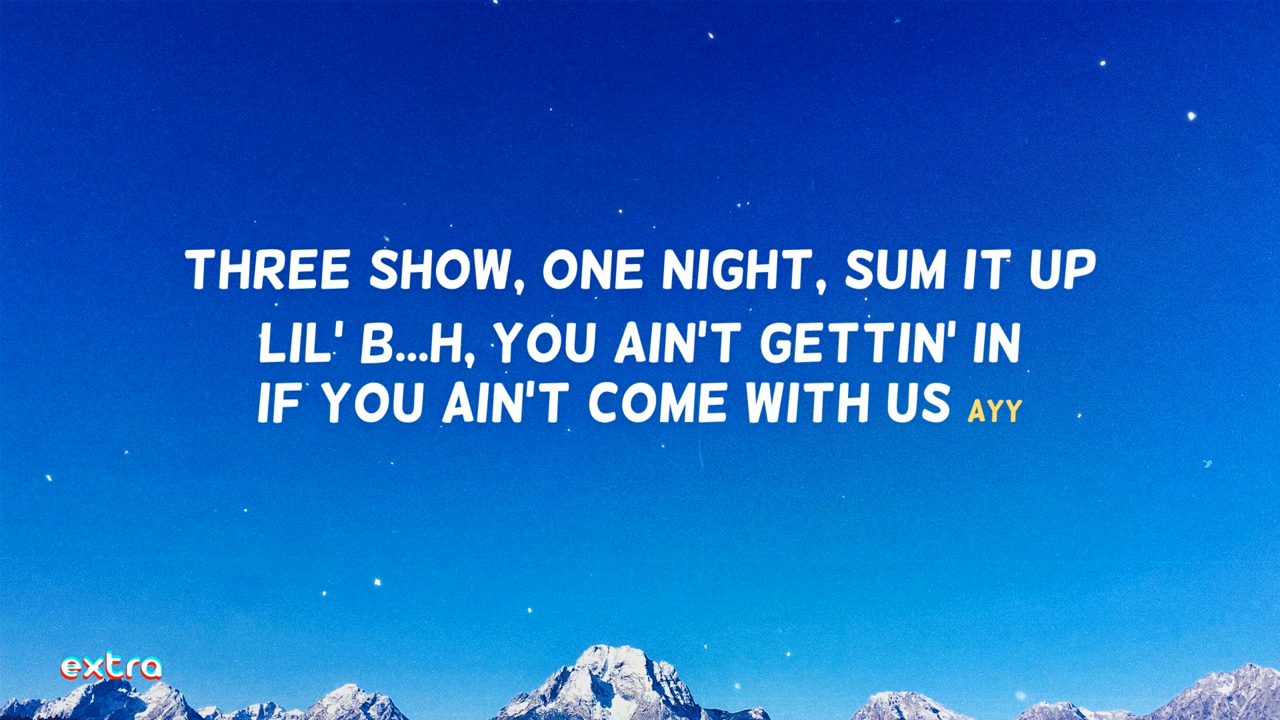 THREE SHOW, ONE NIGHT, SUM IT UP
LIL' B...H, YOU AIN'T GETTIN' IN
IF YOU AIN'T COME WITH US AYY
extra